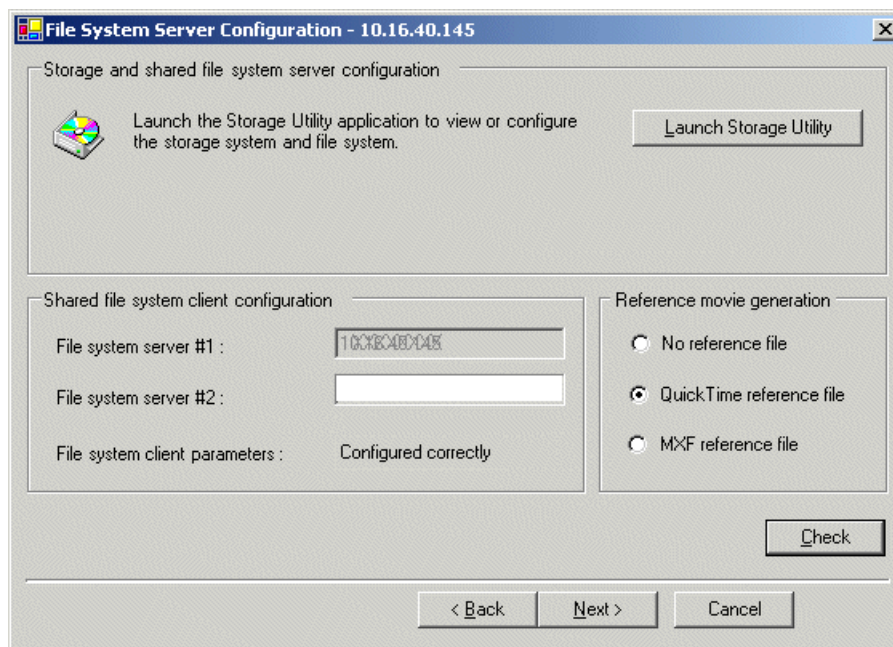 File System Server Configuration - 10.16.40.145
Storage and shared file system server configuration
Launch the Storage Utility application to view or configure
the storage system and file system.
Launch Storage Utility
Shared file system client configuration
File system server #1 :
File system server #2 :
File system client parameters :
Configured correctly
Reference movie generation
No reference file
QuickTime reference file
MXF reference file
Check
< Back
Next >
Cancel